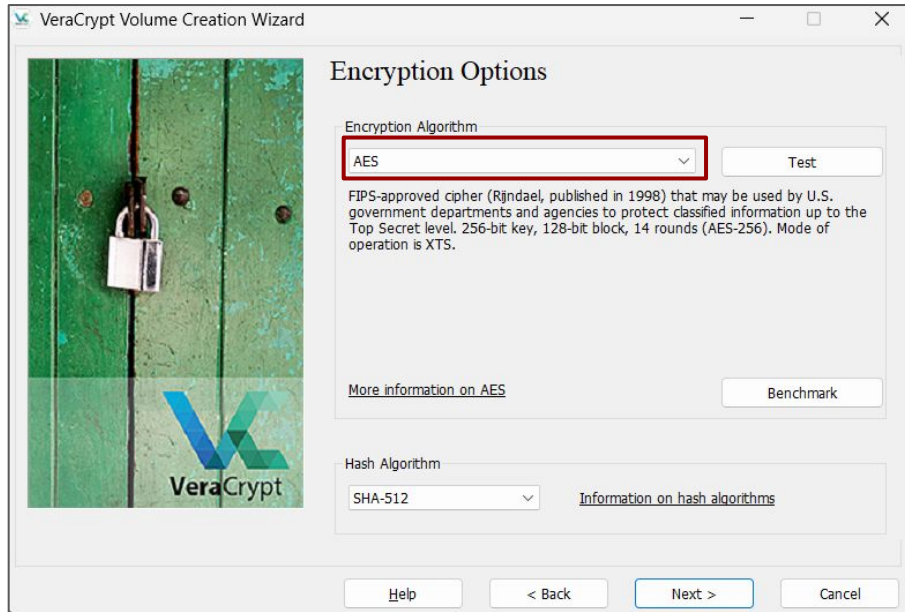 VeraCrypt Volume Creation Wizard
Encryption Options
Encryption Algorithm
AES
Test
FIPS-approved cipher (Rijndael, published in 1998) that may be used by U.S.
government departments and agencies to protect classified information up to the
Top Secret level. 256-bit key, 128-bit block, 14 rounds (AES-256). Mode of
operation is XTS.
More information on AES
Benchmark
VeraCrypt
Hash Algorithm
SHA-512
Information on hash algorithms
Help
< Back
Next >
Cancel